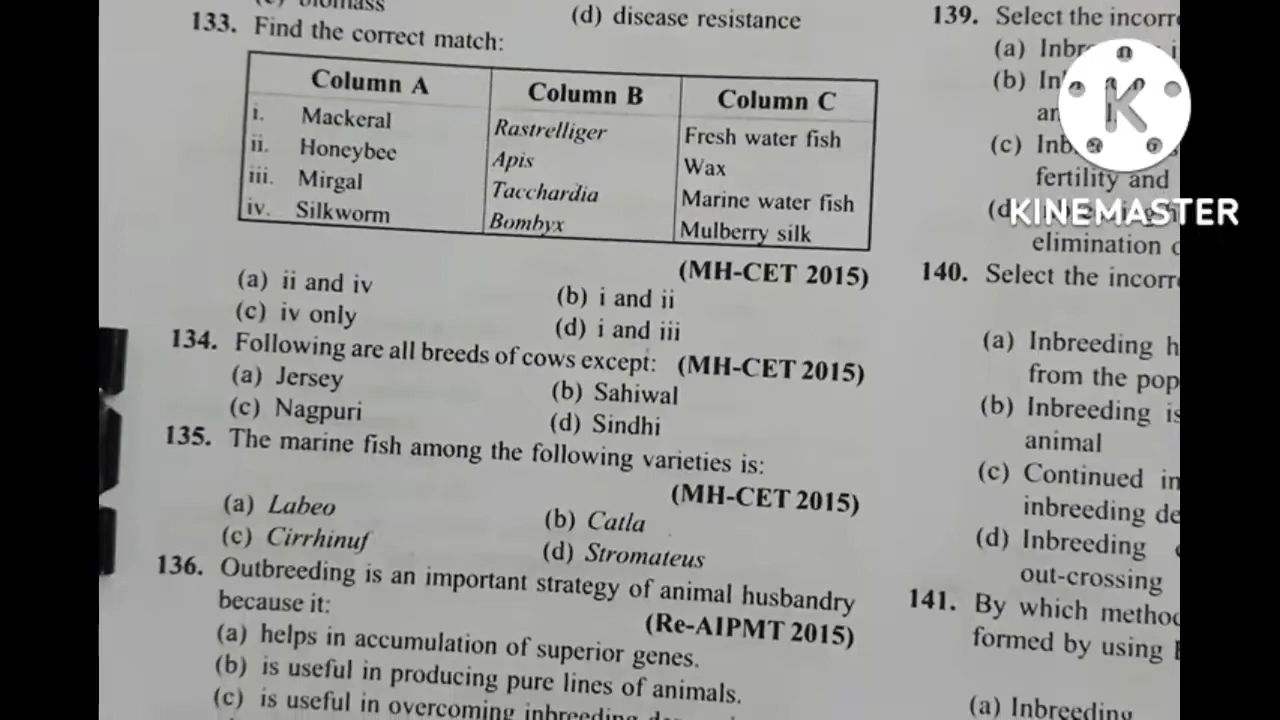 (d) disease resistance
133. Find the correct match:
Column A Column B Column C
i. Mackeral Rastrelliger Fresh water fish
ii. Honeybee Apis Wax
iii. Mirgal Tacchardia Marine water fish
iv. Silkworm Bombyx Mulberry silk
(MH-CET 2015)
(a) ii and iv (b) i and ii
(c) iv only (d) i and iii
134. Following are all breeds of cows except: (MH-CET 2015)
(a) Jersey (b) Sahiwal
(c) Nagpuri (d) Sindhi
135. The marine fish among the following varieties is:
(MH-CET 2015)
(a) Labeo (b) Catla
(c) Cirrhinuf (d) Stromateus
136. Outbreeding is an important strategy of animal husbandry
because it:
(Re-AIPMT 2015)
(a) helps in accumulation of superior genes.
(b) is useful in producing pure lines of animals.
(c) is useful in overcoming inbreeding
139. Select the
(a)
(b)
(c)
fertility and
elimination
140. Select the
(a) Inbreeding
from the
(b) Inbreeding
animal
(c) Continued
inbreeding
(d) Inbreeding
out-crossing
141. By which
formed by using
(a) Inbreeding
K
KINEMASTER